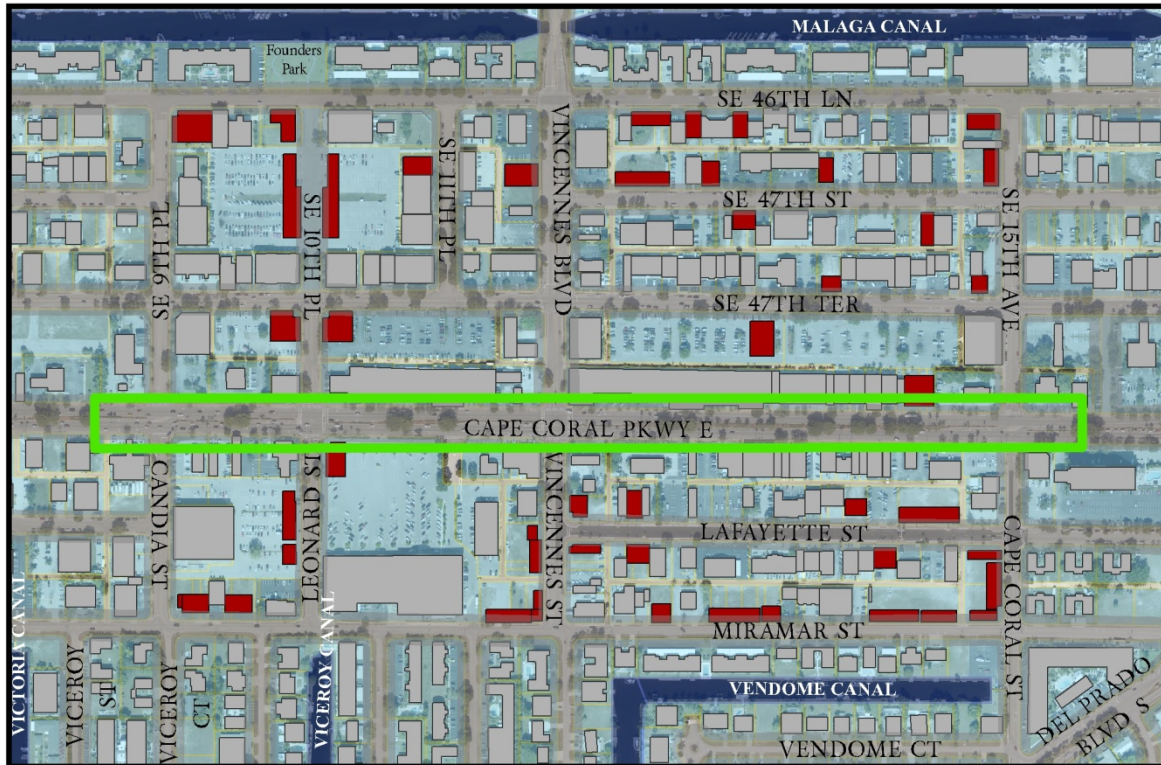 MALAGA CANAL
Founders
Park
SE 46TH LN
VINCENNES BLVD
SE 11TH PL
SE 47TH ST
SE 9TH PL
SE 10TH PL
SE 15TH AVE
SE 47TH TER
CAPE CORAL PKWY E
CANDIA ST
LEONARD ST
VINCENNES ST
LAFAYETTE ST
CAPE CORAL ST
MIRAMAR ST
VICTORIA CANAL
VICEROY
ST
VICEROY
CT
VICEROY CANAL
VENDOME CANAL
VENDOME CT
DEL PRADO
BLVD S